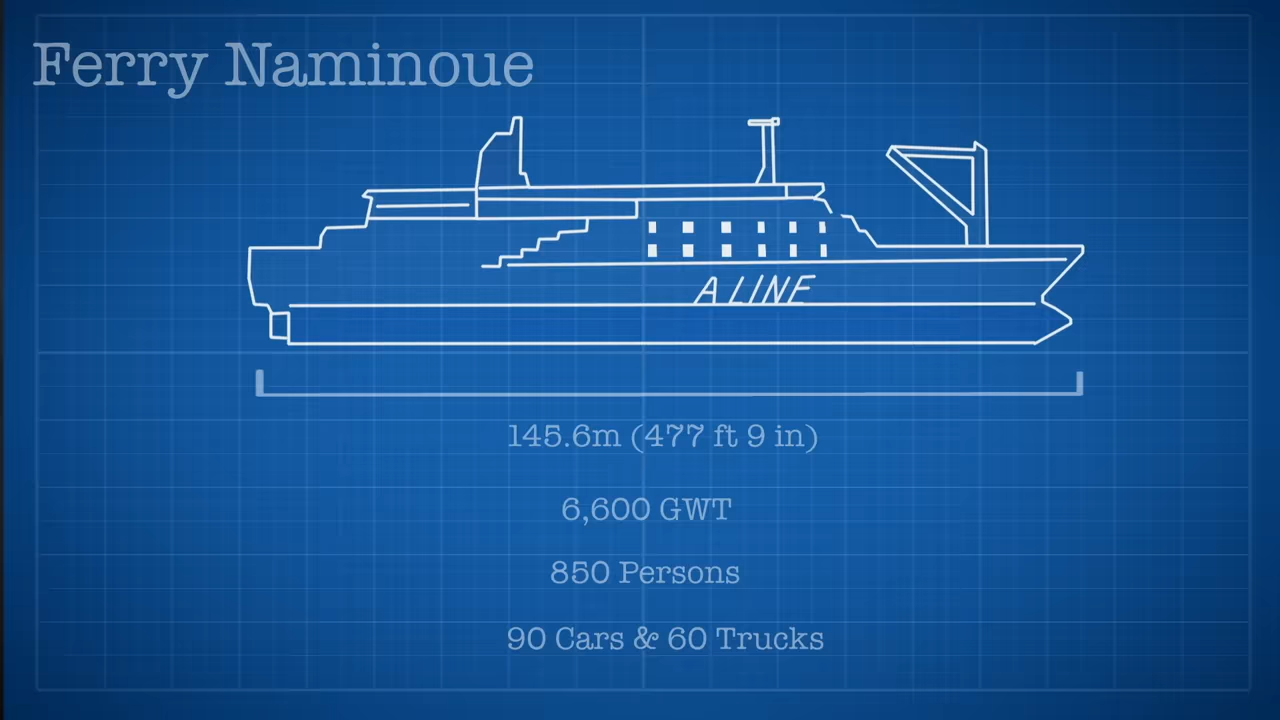 Ferry Naminoue
A LINE
145.6m (477 ft 9 in)
6,600 GWT
850 Persons
90 Cars & 60 Trucks